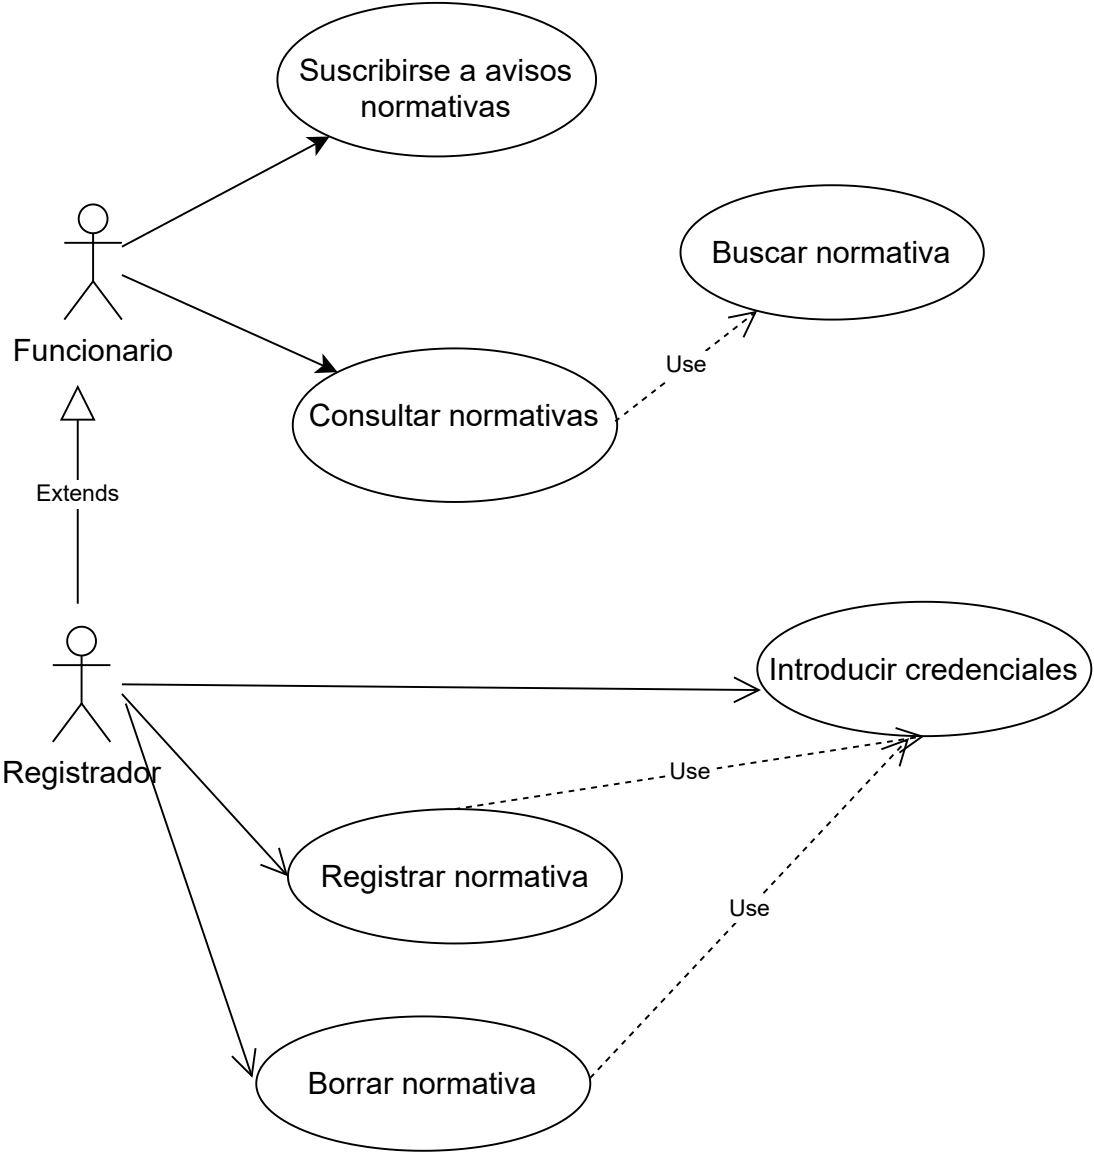 Suscribirse a avisos
normativas
Buscar normativa
Funcionario
Use
Consultar normativas
Extends
Introducir credenciales
Registrador
Use
Registrar normativa
Use
Borrar normativa